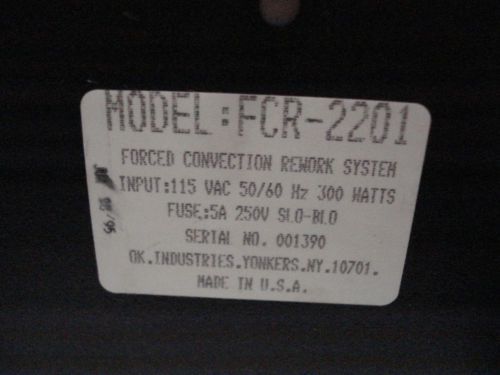 MODEL:FCR-2201
FORCED CONVECTION REWORK SYSTEM
INPUT:115 VAC 50/60 Hz 300 WATTS
FUSE:5A 250V SLO-BLO
SERIAL NO. 001390
OK.INDUSTRIES.YONKERS.NY.10701.
MADE IN U.S.A.